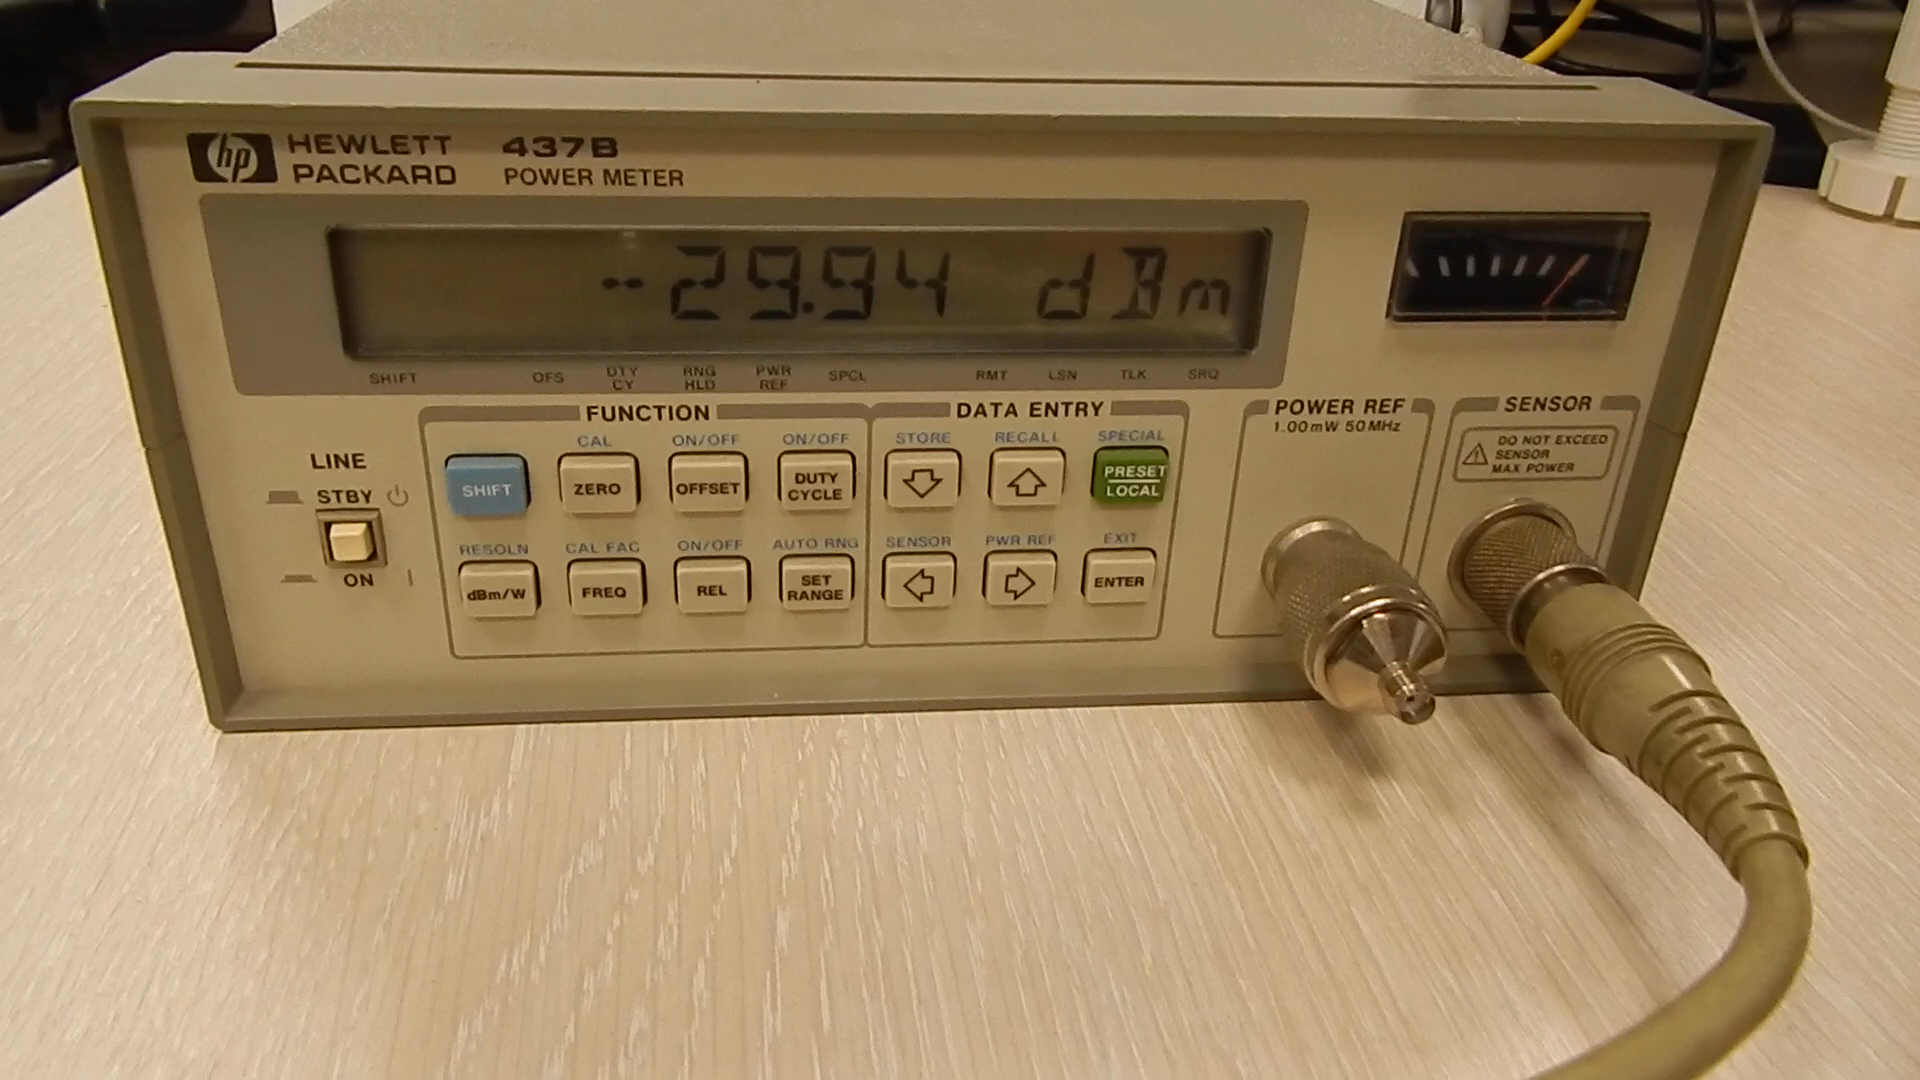 hp HEWLETT PACKARD 437B
POWER METER
-29.94 dBm
SHIFT OFS DTY CY RNG HLD PWR REF SPCL RMT LSN TLK SRQ
FUNCTION
DATA ENTRY
POWER REF
1.00mW 50MHz
SENSOR
DO NOT EXCEED
SENSOR
MAX POWER
LINE
STBY
ON
CAL ON/OFF ON/OFF STORE RECALL SPECIAL
SHIFT ZERO OFFSET DUTY CYCLE PRESET LOCAL
RESOLN CAL FAC ON/OFF AUTO RNG SENSOR PWR REF EXIT
dBm/W FREQ REL SET RANGE ENTER